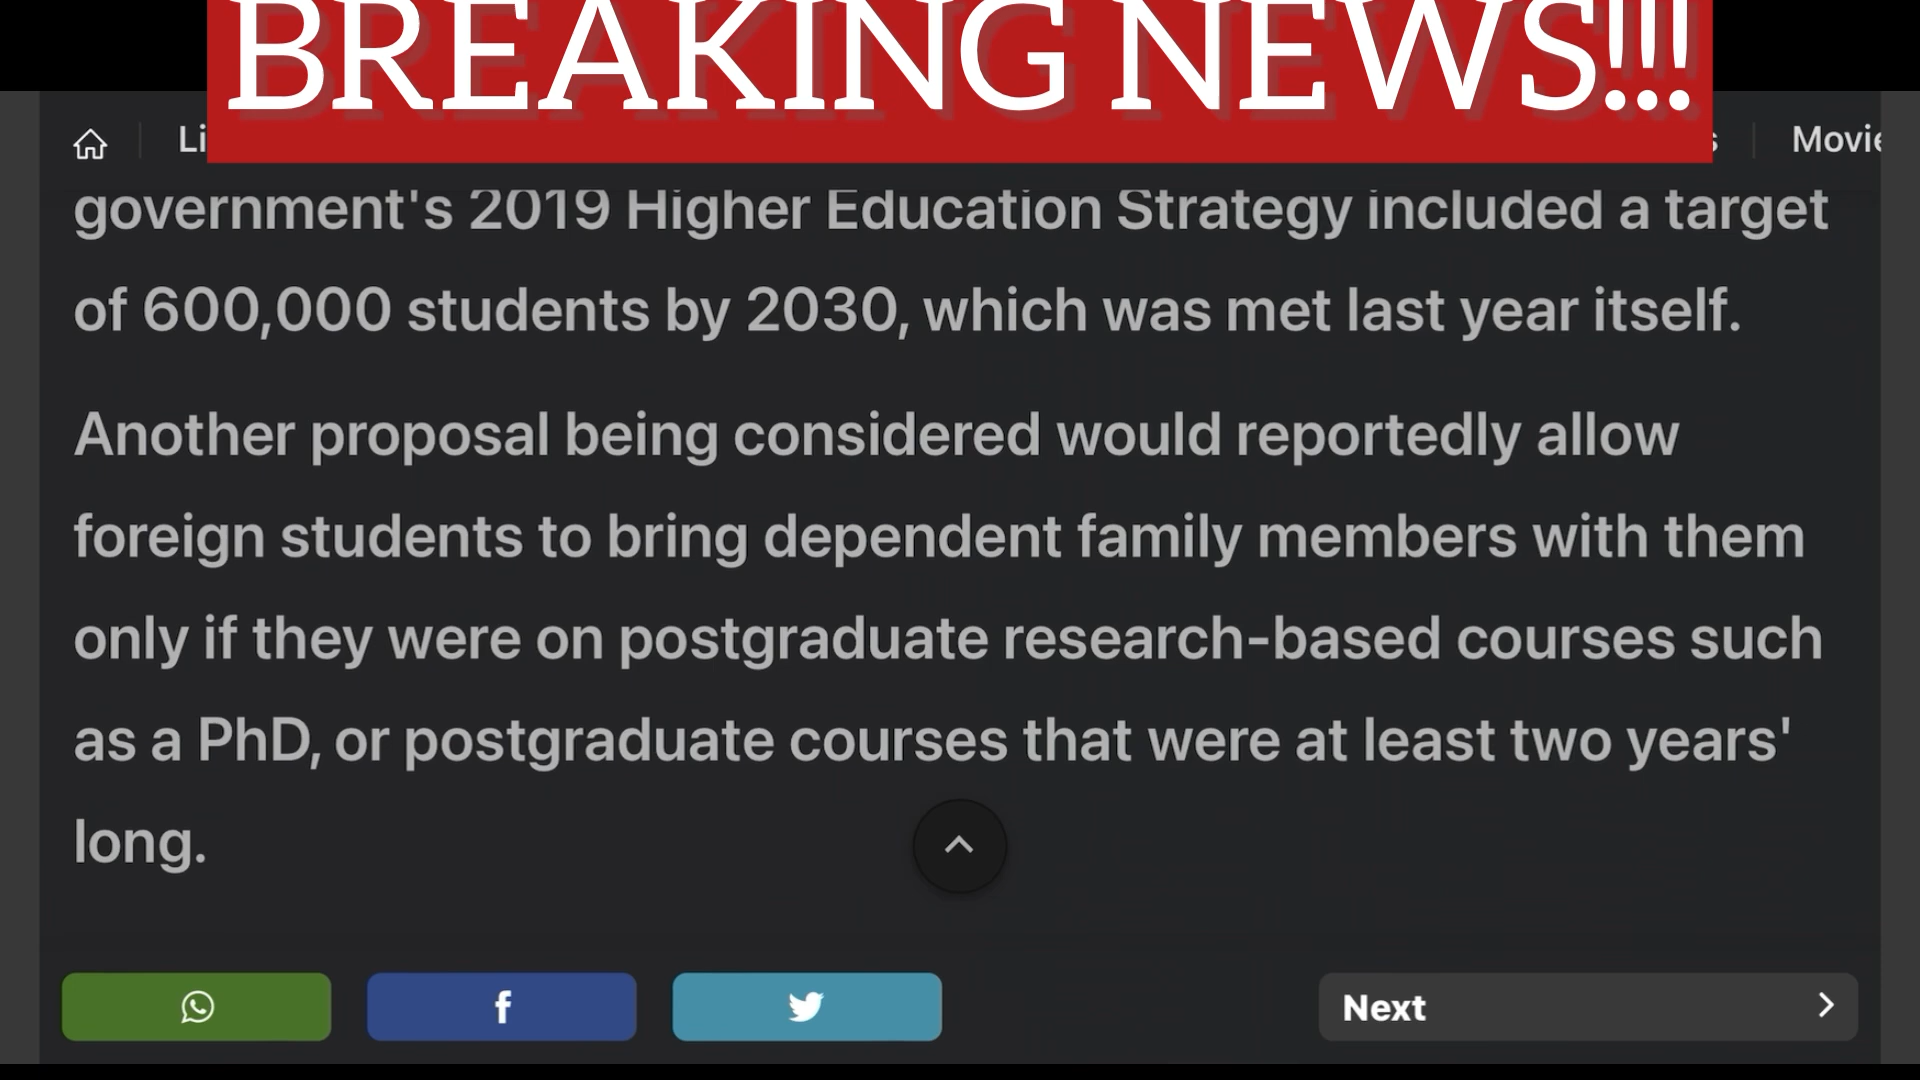 BREAKING NEWS!!!
Li
s
Movie
government's 2019 Higher Education Strategy included a target
of 600,000 students by 2030, which was met last year itself.
Another proposal being considered would reportedly allow
foreign students to bring dependent family members with them
only if they were on postgraduate research-based courses such
as a PhD, or postgraduate courses that were at least two years'
long.
Next